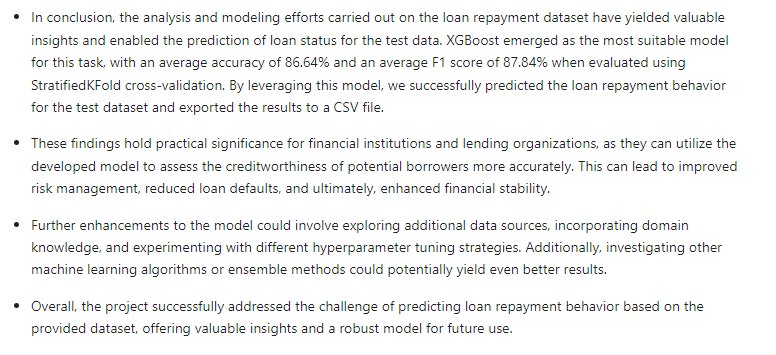 • In conclusion, the analysis and modeling efforts carried out on the loan repayment dataset have yielded valuable
insights and enabled the prediction of loan status for the test data. XGBoost emerged as the most suitable model
for this task, with an average accuracy of 86.64% and an average F1 score of 87.84% when evaluated using
StratifiedKFold cross-validation. By leveraging this model, we successfully predicted the loan repayment behavior
for the test dataset and exported the results to a CSV file.
• These findings hold practical significance for financial institutions and lending organizations, as they can utilize the
developed model to assess the creditworthiness of potential borrowers more accurately. This can lead to improved
risk management, reduced loan defaults, and ultimately, enhanced financial stability.
• Further enhancements to the model could involve exploring additional data sources, incorporating domain
knowledge, and experimenting with different hyperparameter tuning strategies. Additionally, investigating other
machine learning algorithms or ensemble methods could potentially yield even better results.
• Overall, the project successfully addressed the challenge of predicting loan repayment behavior based on the
provided dataset, offering valuable insights and a robust model for future use.